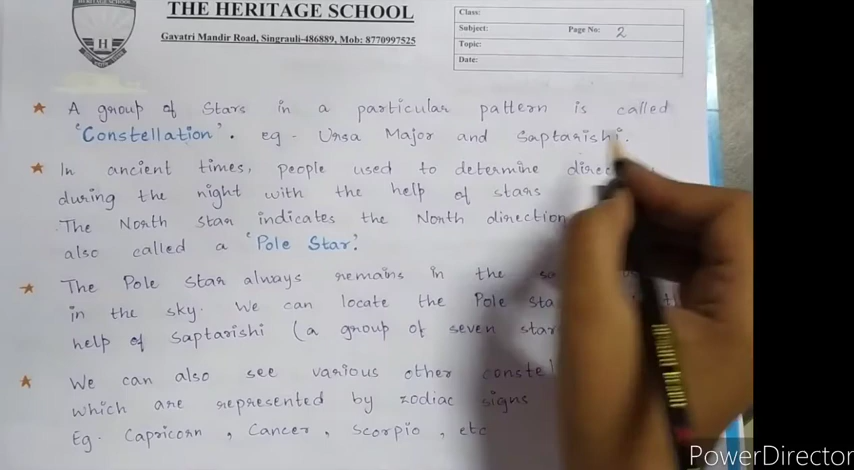 THE HERITAGE SCHOOL
Gayatri Mandir Road, Singrauli-486889, Mob: 8770997525
H
Class:
Subject: Page No: 2
Topic:
Date:
★ A group of Stars in a particular pattern is called
'Constellation'. eg - Ursa Major and Saptarishi.
★ In ancient times, people used to determine
during the night with the help of stars
The North star indicates the North direction
also called a 'Pole Star.'
★ The Pole star always remains in the
in the sky. We can locate the Pole
help of Saptarishi (a group of seven
★ We can also see various other
which are represented by zodiac signs
Eg. Capricorn, Cancer, Scorpio, etc
PowerDirector